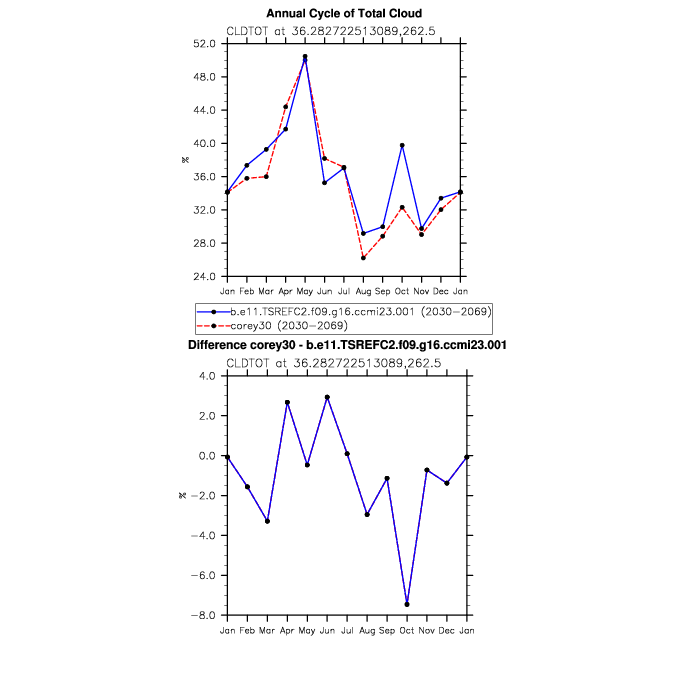 Annual Cycle of Total Cloud
CLDTOT at 36.282722513089,262.5
52.0
48.0
44.0
40.0
36.0
32.0
28.0
24.0
%
Jan Feb Mar Apr May Jun Jul Aug Sep Oct Nov Dec Jan
b.e11.TSREFC2.f09.g16.ccmi23.001 (2030-2069)
corey30 (2030-2069)
Difference corey30 - b.e11.TSREFC2.f09.g16.ccmi23.001
CLDTOT at 36.282722513089,262.5
4.0
2.0
0.0
-2.0
-4.0
-6.0
-8.0
%
Jan Feb Mar Apr May Jun Jul Aug Sep Oct Nov Dec Jan